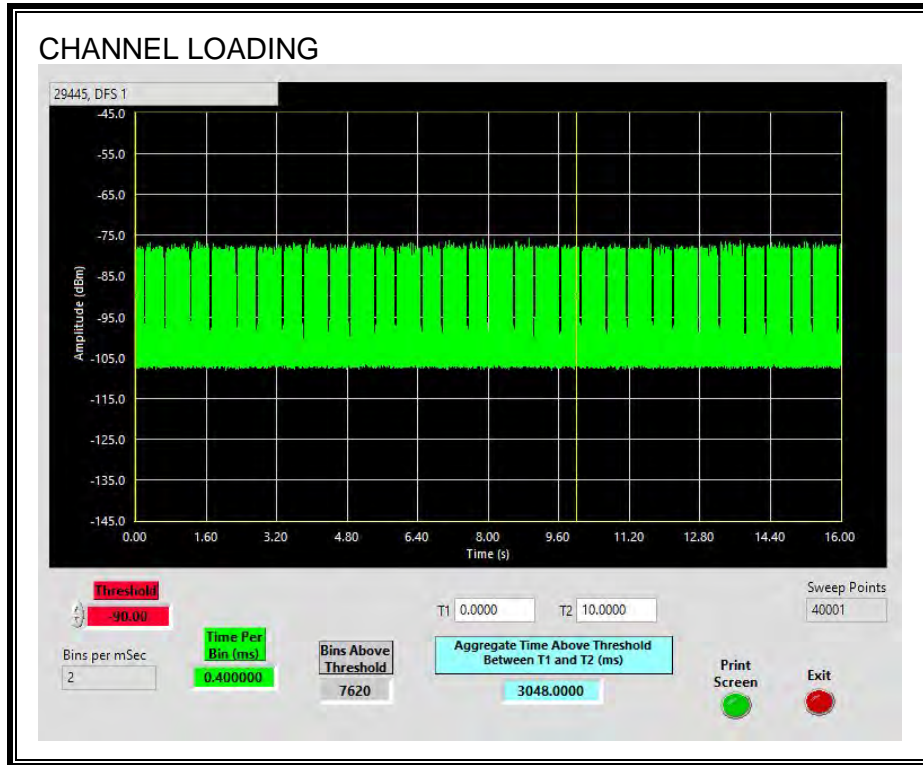 CHANNEL LOADING
29445, DFS 1
-45.0
-55.0
-65.0
-75.0
-85.0
-95.0
-105.0
-115.0
-125.0
-135.0
-145.0
Amplitude (dBm)
0.00 1.60 3.20 4.80 6.40 8.00 9.60 11.20 12.80 14.40 16.00
Time (s)
Threshold
-90.00
Bins per mSec
2
Time Per
Bin (ms)
0.400000
Bins Above
Threshold
7620
T1 0.0000 T2 10.0000
Aggregate Time Above Threshold
Between T1 and T2 (ms)
3048.0000
Sweep Points
40001
Print
Screen
Exit